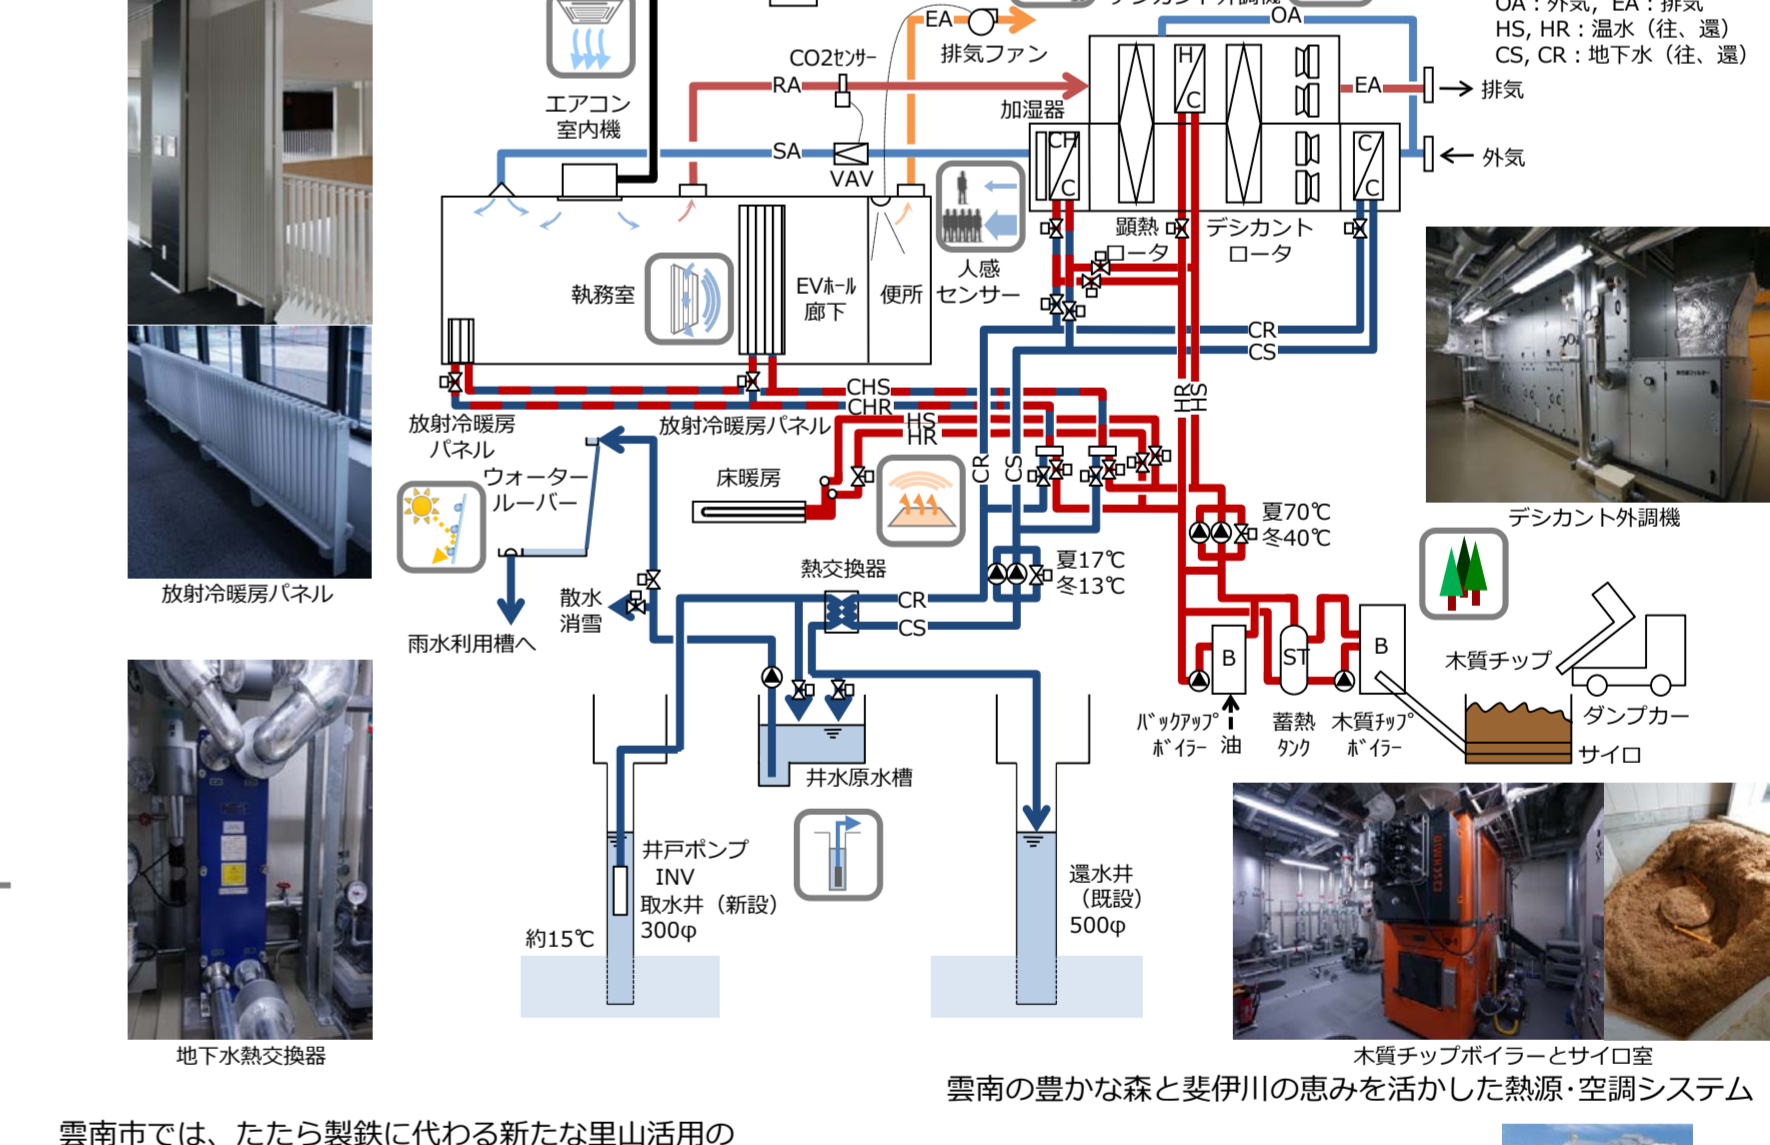 デシカント外調機
OA：外気，EA：排気
HS, HR：温水（往、還）
CS, CR：地下水（往、還）
OA
EA
排気ファン
CO2ｾﾝｻｰ
RA
加湿器
H
C
EA
排気
エアコン
室内機
SA
VAV
CH
C
C
C
外気
顕熱
ロータ
デシカント
ロータ
人感
センサー
執務室
EVﾎｰﾙ
廊下
便所
CR
CS
HR
HS
CHS
CHR
HS
HR
放射冷暖房
パネル
放射冷暖房パネル
ウォーター
ルーバー
床暖房
CR
CS
夏70℃
冬40℃
デシカント外調機
放射冷暖房パネル
熱交換器
夏17℃
冬13℃
散水
消雪
CR
CS
雨水利用槽へ
B
ST
B
木質チップ
ﾊﾞｯｸｱｯﾌﾟ
ﾎﾞｲﾗｰ
油
蓄熱
ﾀﾝｸ
木質ﾁｯﾌﾟ
ﾎﾞｲﾗｰ
ダンプカー
サイロ
井水原水槽
井戸ポンプ
INV
取水井（新設）
300φ
約15℃
還水井
（既設）
500φ
SCHMID
地下水熱交換器
木質チップボイラーとサイロ室
雲南の豊かな森と斐伊川の恵みを活かした熱源･空調システム
雲南市では、たたら製鉄に代わる新たな里山活用の